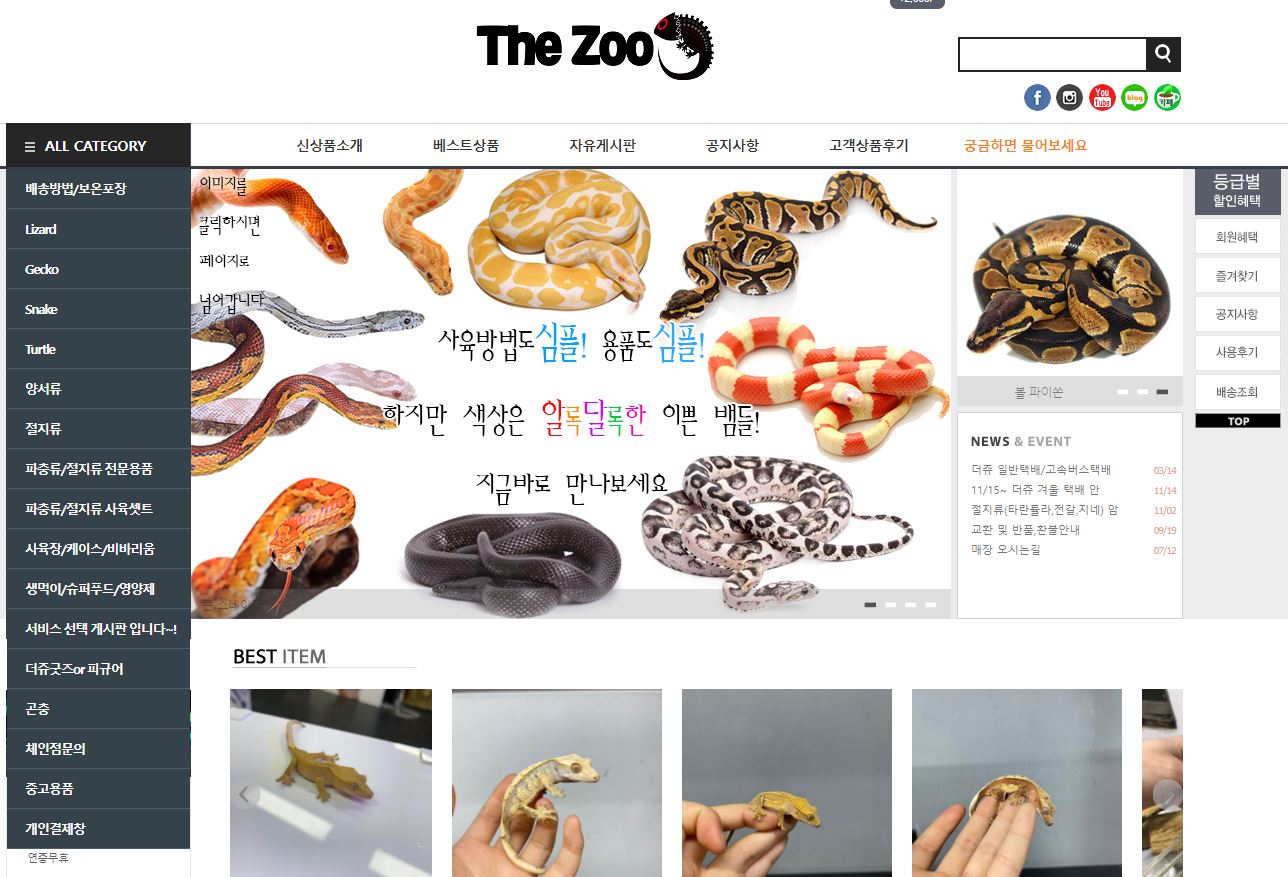 The Zoo
f
You
Tube
blog
카페
ALL CATEGORY
신상품소개
베스트상품
자유게시판
공지사항
고객상품후기
궁금하면 물어보세요
배송방법/보온포장
Lizard
Gecko
Snake
Turtle
양서류
절지류
파충류/절지류 전문용품
파충류/절지류 사육셋트
사육장/케이스/비바리움
생먹이/슈퍼푸드/영양제
서비스 선택 게시판 입니다~!
더쥬굿즈or 피규어
곤충
체인점문의
중고용품
개인결제창
연중무휴
이미지를
클릭하시면
페이지로
넘어갑니다
사육방법도심플! 용품도심플!
하지만 색상은 알록달록한 이쁜 뱀들!
지금바로 만나보세요
볼 파이쏜
NEWS & EVENT
더쥬 일반택배/고속버스택배 03/14
11/15~ 더쥬 겨울 택배 안 11/14
절지류(타란튤라,전갈,지네) 암 11/02
교환 및 반품,환불안내 09/19
매장 오시는길 07/12
등급별
할인혜택
회원혜택
즐겨찾기
공지사항
사용후기
배송조회
TOP
BEST ITEM